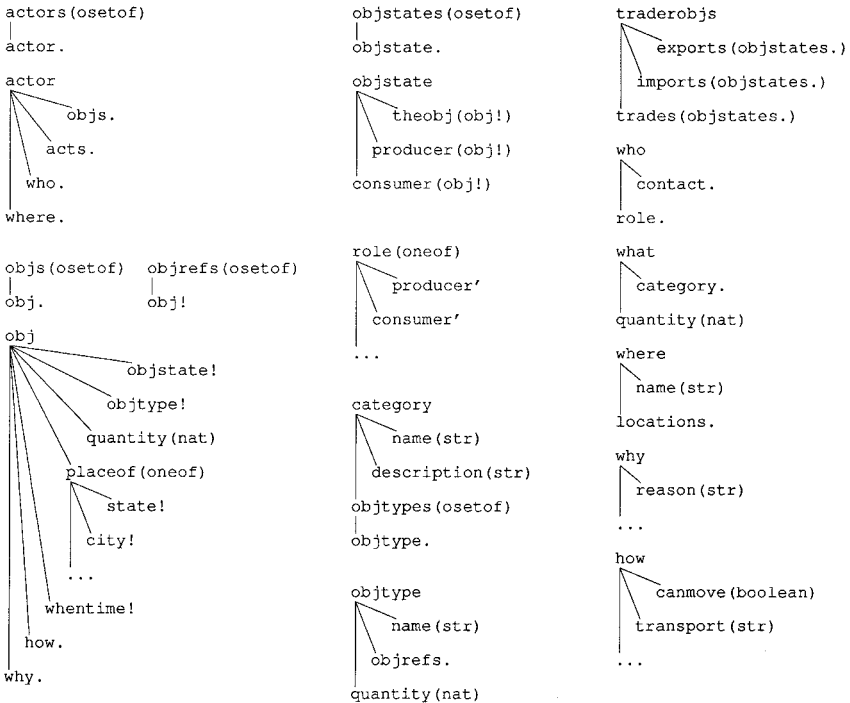 actors(osetof)
actor.
actor
objs.
acts.
who.
where.
objs(osetof) objrefs(osetof)
obj. obj!
obj
objstate!
objtype!
quantity(nat)
placeof(oneof)
state!
city!
...
whentime!
how.
why.
objstates(osetof)
objstate.
objstate
theobj(obj!)
producer(obj!)
consumer(obj!)
role(oneof)
producer'
consumer'
...
category
name(str)
description(str)
objtypes(osetof)
objtype.
objtype
name(str)
objrefs.
quantity(nat)
traderobjs
exports(objstates.)
imports(objstates.)
trades(objstates.)
who
contact.
role.
what
category.
quantity(nat)
where
name(str)
locations.
why
reason(str)
...
how
canmove(boolean)
transport(str)
...